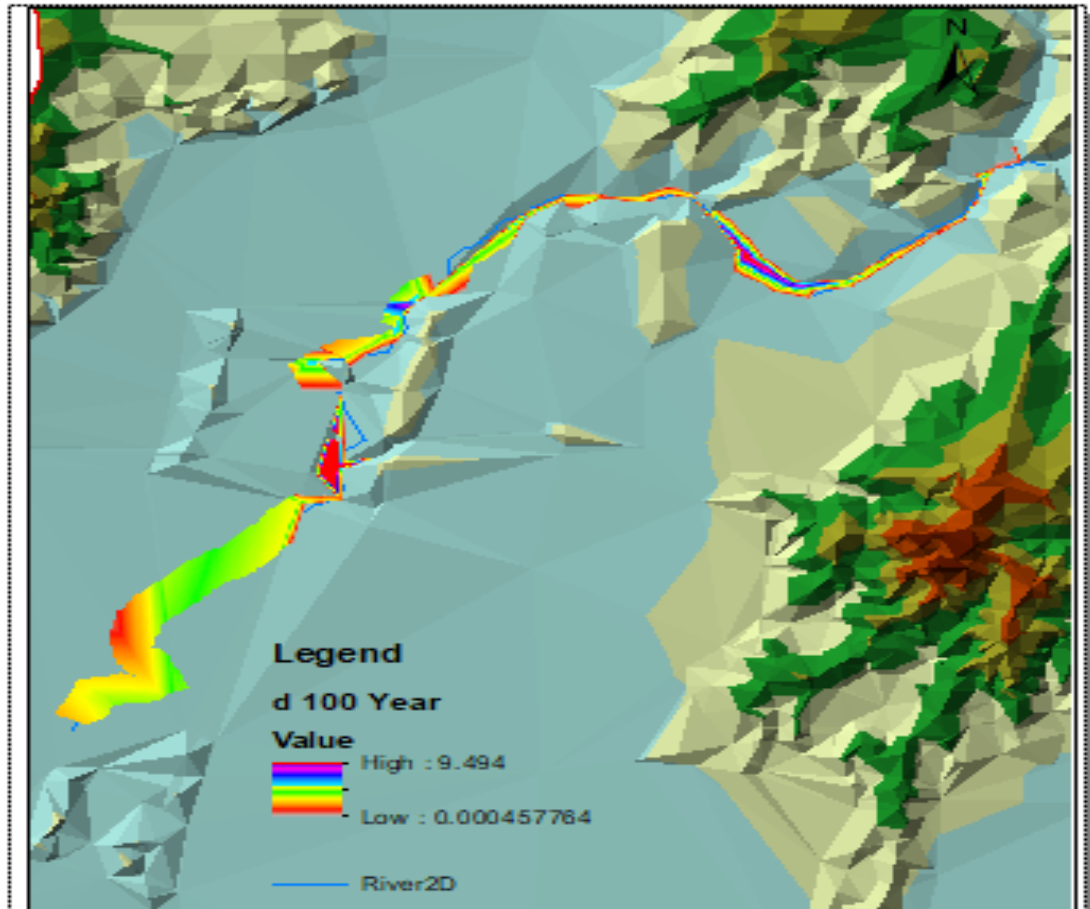 N
Legend
d 100 Year
Value
High : 9.494
Low : 0.000457764
River2D